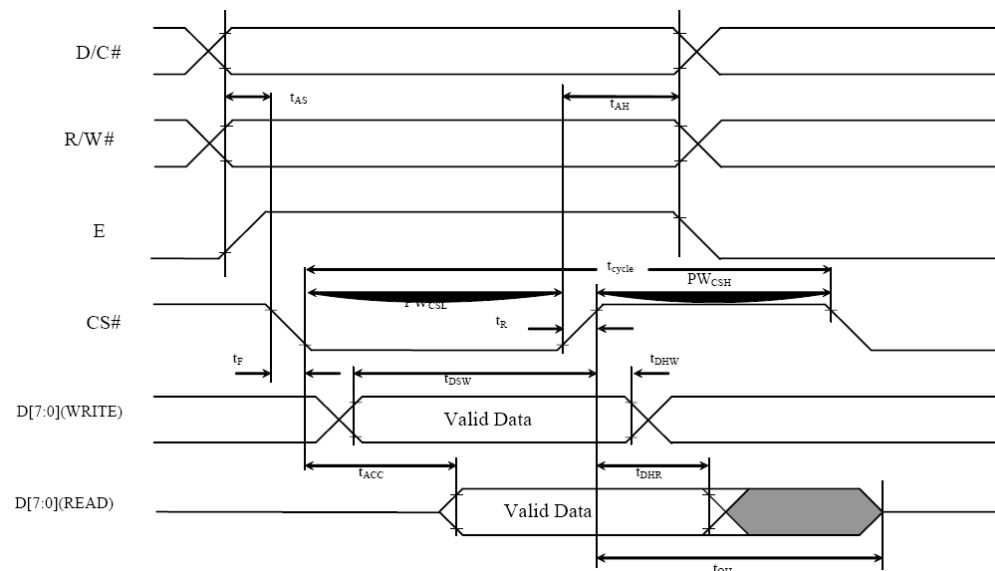 D/C#
tAS
tAH
R/W#
E
tcycle
PWCSL
PWCSH
CS#
tR
tF
tDSW
tDHW
D[7:0](WRITE)
Valid Data
tACC
tDHR
D[7:0](READ)
Valid Data